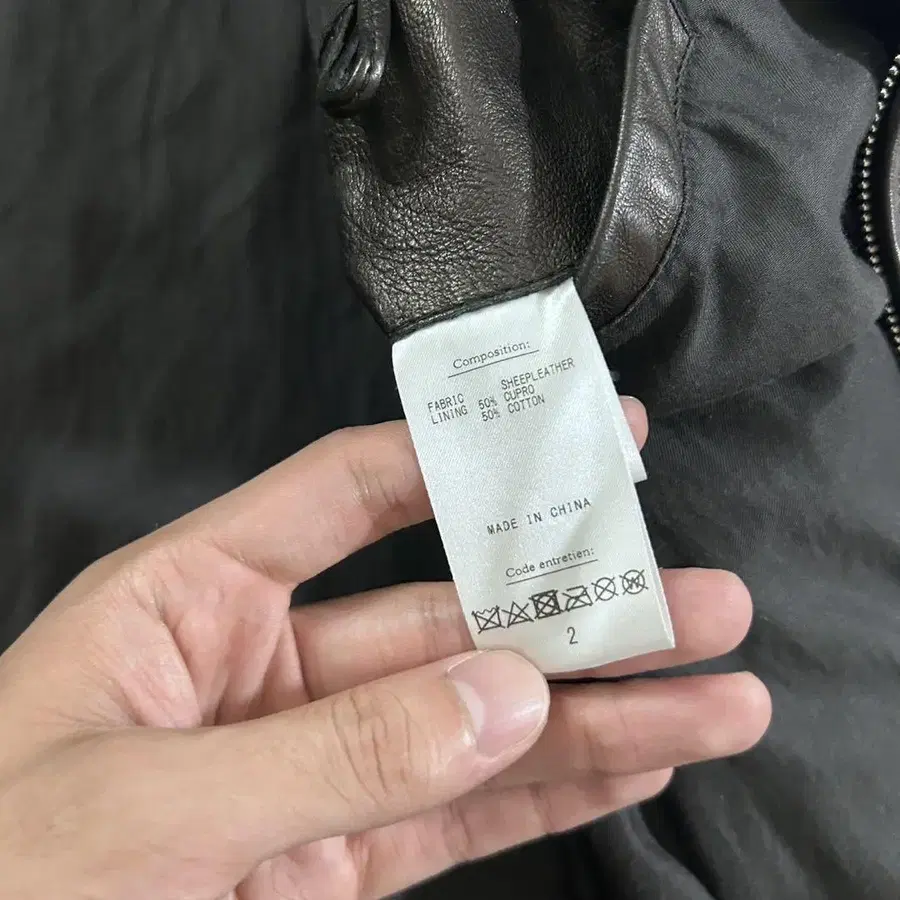 Composition:
FABRIC SHEEPLEATHER
LINING 50% CUPRO
50% COTTON
MADE IN CHINA
Code entretien:
W
2